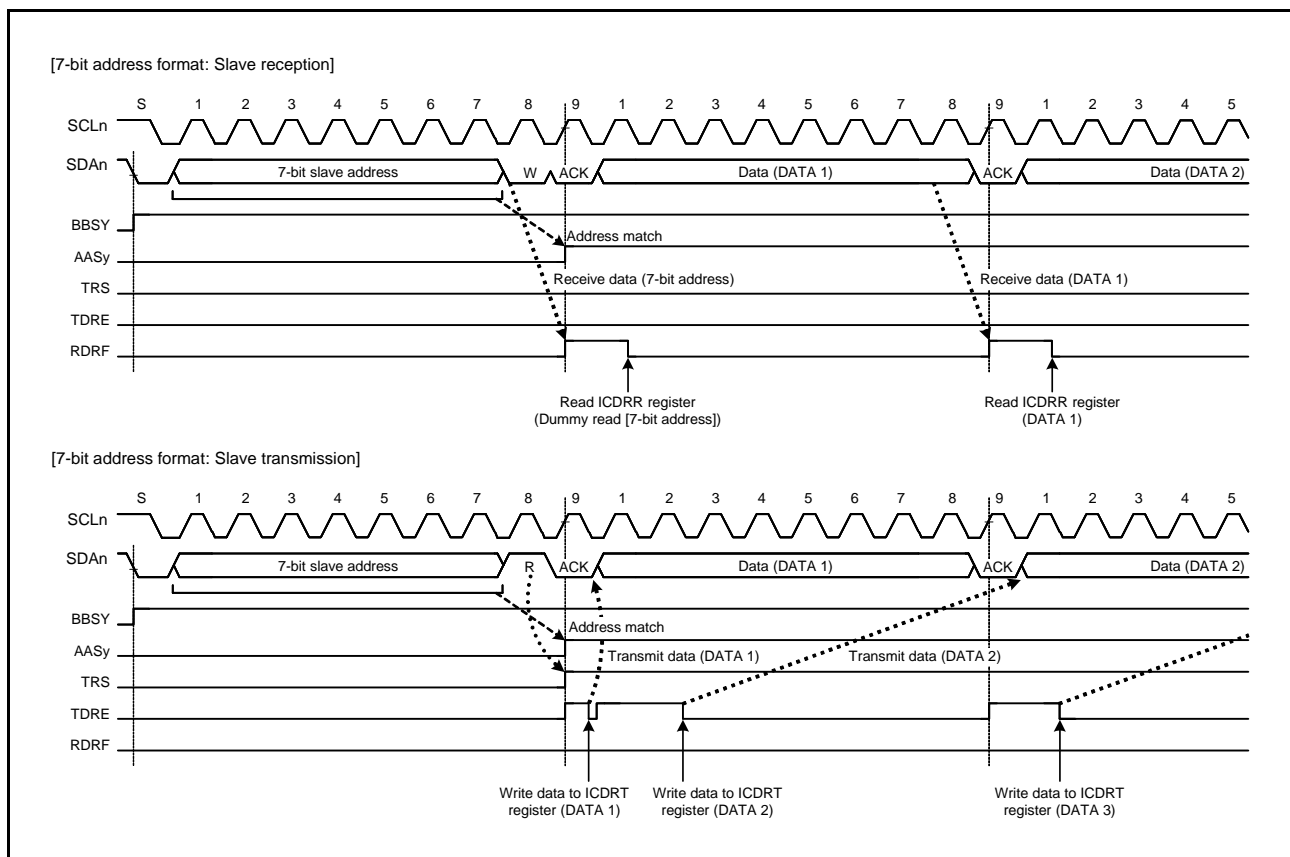 [7-bit address format: Slave reception]
S 1 2 3 4 5 6 7 8 9 1 2 3 4 5 6 7 8 9 1 2 3 4 5
SCLn
SDAn 7-bit slave address W ACK Data (DATA 1) ACK Data (DATA 2)
BBSY
Address match
AASy
Receive data (7-bit address) Receive data (DATA 1)
TRS
TDRE
RDRF
Read ICDRR register Read ICDRR register
(Dummy read [7-bit address]) (DATA 1)
[7-bit address format: Slave transmission]
S 1 2 3 4 5 6 7 8 9 1 2 3 4 5 6 7 8 9 1 2 3 4 5
SCLn
SDAn 7-bit slave address R ACK Data (DATA 1) ACK Data (DATA 2)
BBSY
Address match
AASy
Transmit data (DATA 1) Transmit data (DATA 2)
TRS
TDRE
RDRF
Write data to ICDRT Write data to ICDRT Write data to ICDRT
register (DATA 1) register (DATA 2) register (DATA 3)